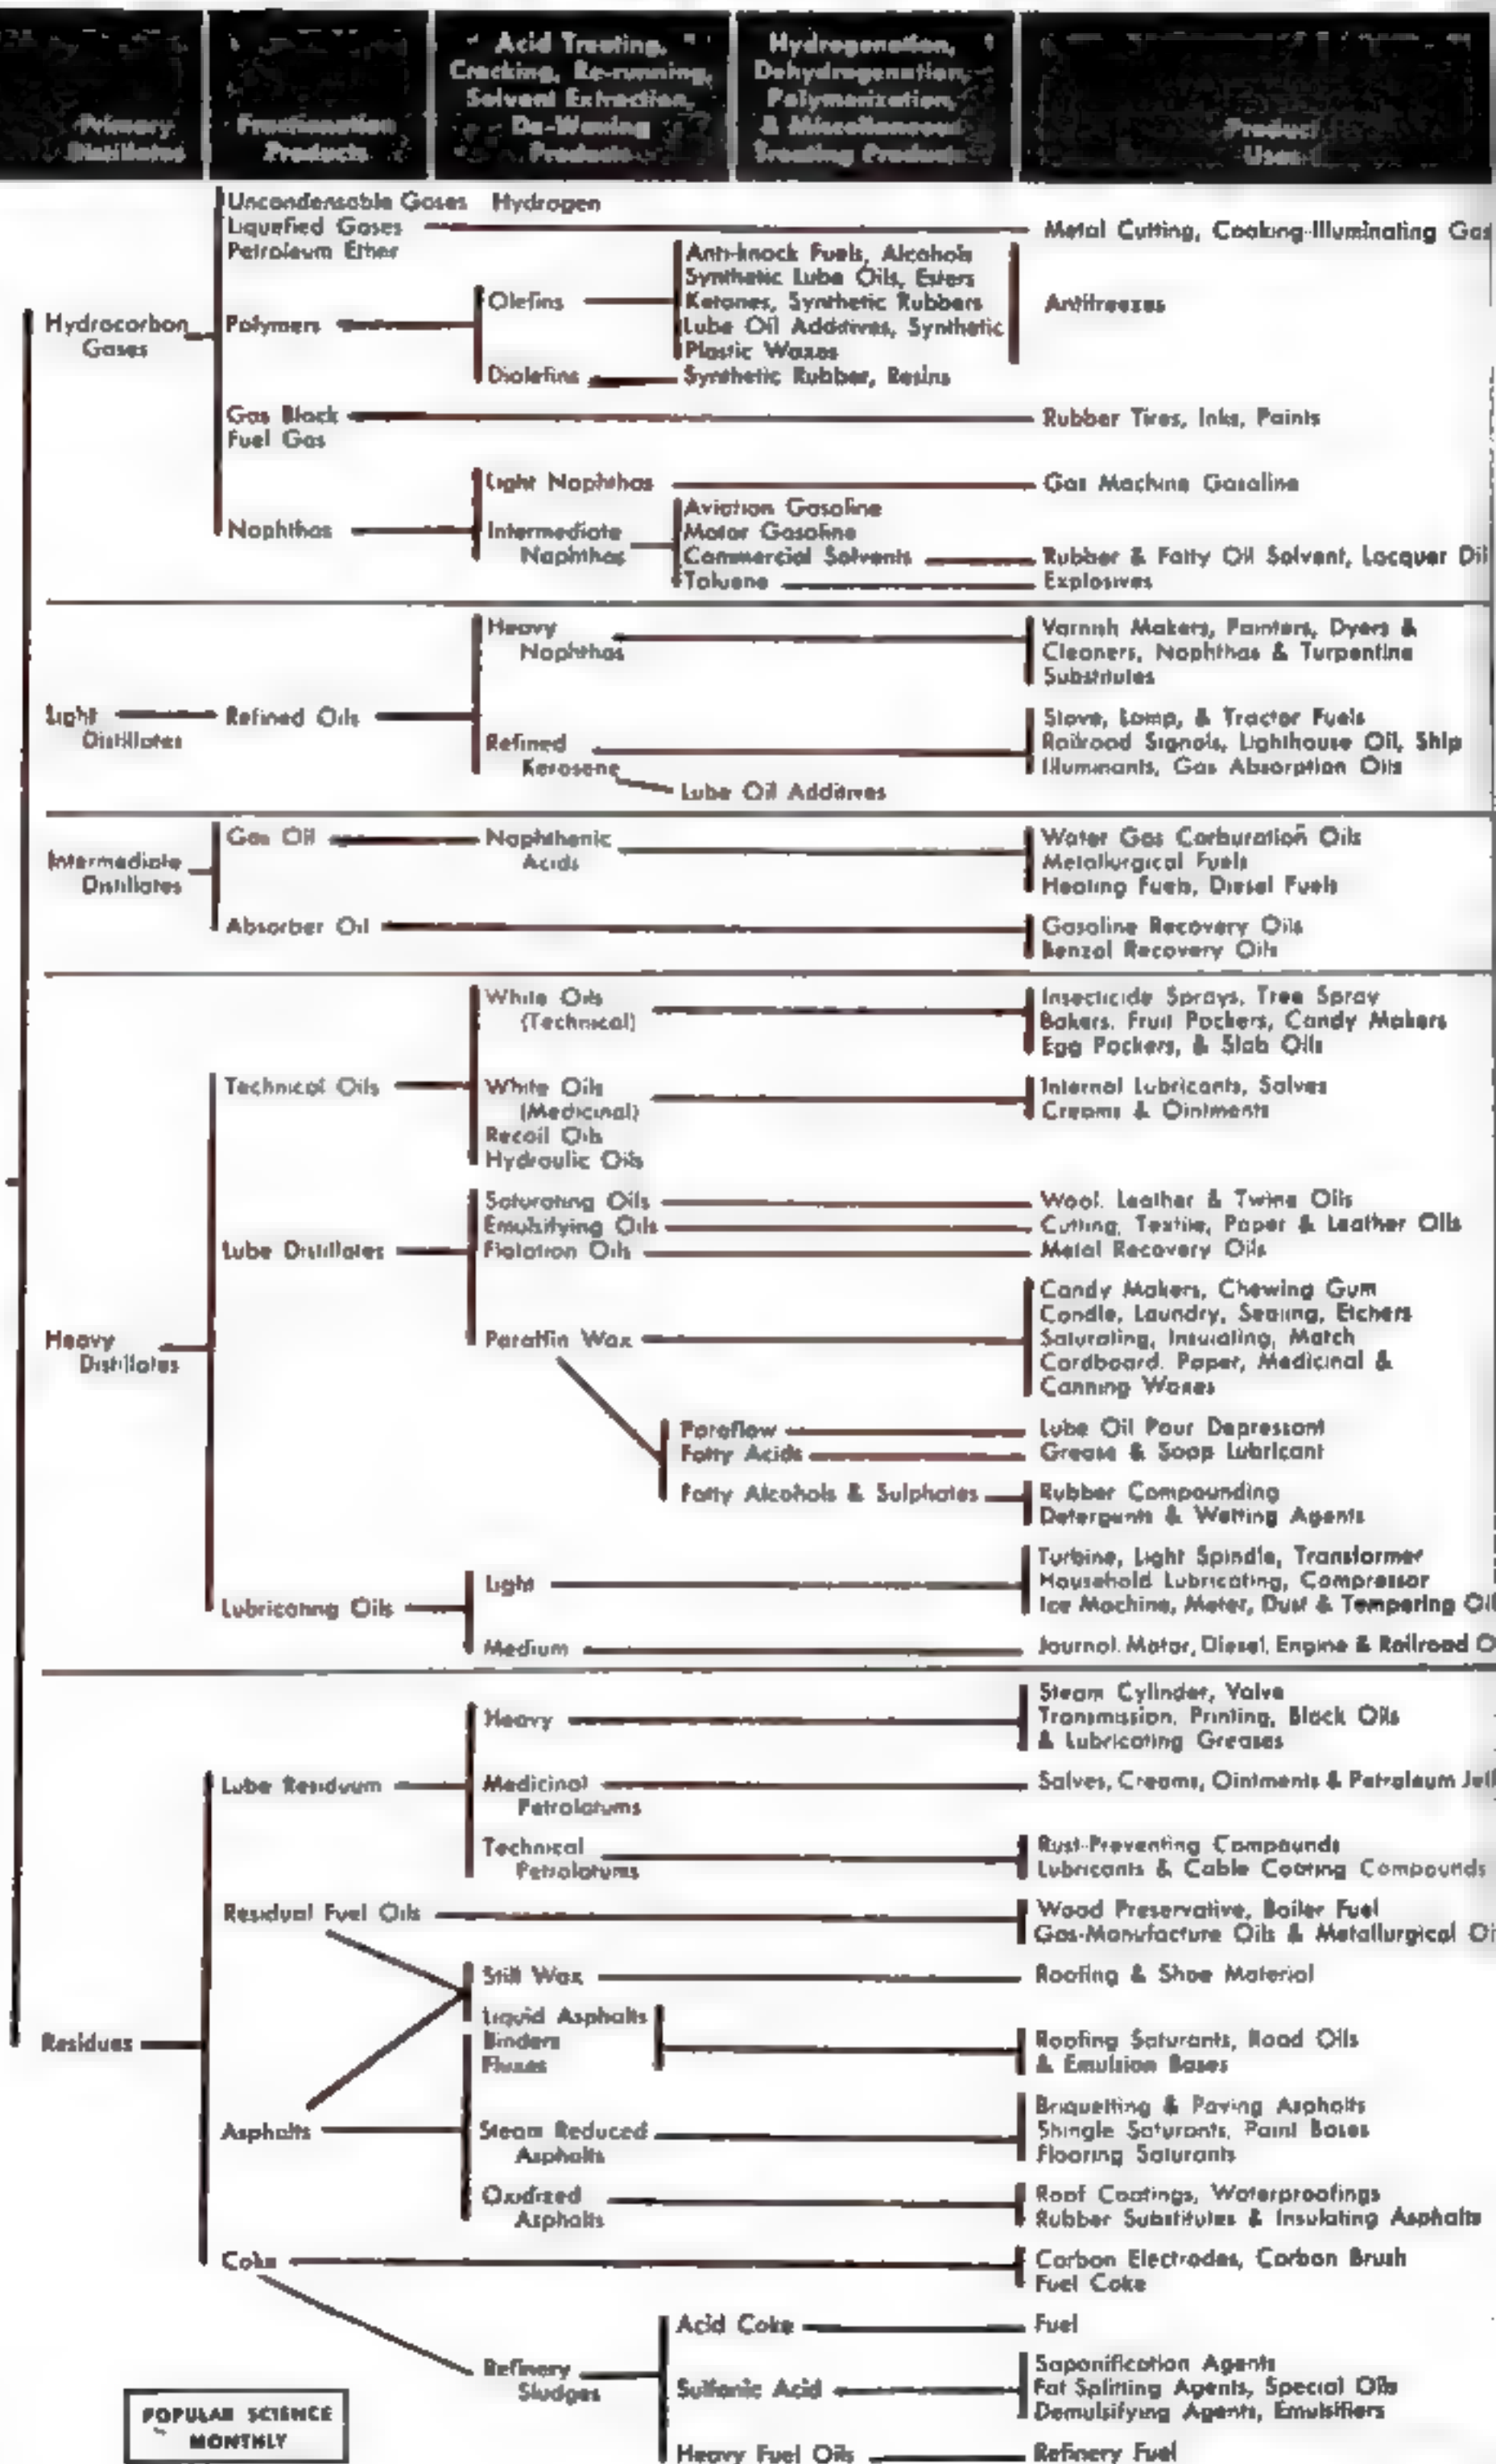 Primary
Distillates
Fractionation
Products
Acid Treating,
Cracking, Re-running,
Solvent Extraction,
De-Waxing
Products
Hydrogenation,
Dehydrogenation,
Polymerization,
& Miscellaneous
Treating Products
Product
Uses
Uncondensable Gases Hydrogen
Liquefied Gases
Metal Cutting, Cooking-Illuminating Gas
Petroleum Ether
Hydrocarbon
Gases
Polymers
Olefins
Anti-knock Fuels, Alcohols
Synthetic Lube Oils, Esters
Ketones, Synthetic Rubbers
Lube Oil Additives, Synthetic
Plastic Waxes
Antifreezes
Diolefins
Synthetic Rubber, Resins
Gas Black
Rubber Tires, Inks, Paints
Fuel Gas
Naphthas
Light Naphthas
Gas Machine Gasoline
Intermediate
Naphthas
Aviation Gasoline
Motor Gasoline
Commercial Solvents
Rubber & Fatty Oil Solvent, Lacquer Dil
Toluene
Explosives
Light
Distillates
Refined Oils
Heavy
Naphthas
Varnish Makers, Painters, Dyers &
Cleaners, Naphthas & Turpentine
Substitutes
Refined
Kerosene
Stove, Lamp, & Tractor Fuels
Railroad Signals, Lighthouse Oil, Ship
Illuminants, Gas Absorption Oils
Lube Oil Additives
Intermediate
Distillates
Gas Oil
Naphthenic
Acids
Water Gas Carburation Oils
Metallurgical Fuels
Heating Fuels, Diesel Fuels
Absorber Oil
Gasoline Recovery Oils
Benzol Recovery Oils
Heavy
Distillates
Technical Oils
White Oils
(Technical)
Insecticide Sprays, Tree Spray
Bakers, Fruit Packers, Candy Makers
Egg Packers, & Slab Oils
White Oils
(Medicinal)
Internal Lubricants, Salves
Creams & Ointments
Recoil Oils
Hydraulic Oils
Lube Distillates
Saturating Oils
Wool, Leather & Twine Oils
Emulsifying Oils
Cutting, Textile, Paper & Leather Oils
Flotation Oils
Metal Recovery Oils
Paraffin Wax
Candy Makers, Chewing Gum
Candle, Laundry, Sealing, Etchers
Saturating, Insulating, Match
Cardboard, Paper, Medicinal &
Canning Waxes
Paraflow
Lube Oil Pour Depressant
Fatty Acids
Grease & Soap Lubricant
Fatty Alcohols & Sulphates
Rubber Compounding
Detergents & Wetting Agents
Lubricating Oils
Light
Turbine, Light Spindle, Transformer
Household Lubricating, Compressor
Ice Machine, Meter, Dust & Tempering Oil
Medium
Journal, Motor, Diesel, Engine & Railroad O
Residues
Lube Residuum
Heavy
Steam Cylinder, Valve
Transmission, Printing, Black Oils
& Lubricating Greases
Medicinal
Petrolatums
Salves, Creams, Ointments & Petroleum Jell
Technical
Petrolatums
Rust-Preventing Compounds
Lubricants & Cable Coating Compounds
Residual Fuel Oils
Wood Preservative, Boiler Fuel
Gas-Manufacture Oils & Metallurgical Oi
Still Wax
Roofing & Shoe Material
Liquid Asphalts
Binders
Fluxes
Roofing Saturants, Road Oils
& Emulsion Bases
Asphalts
Steam Reduced
Asphalts
Briquetting & Paving Asphalts
Shingle Saturants, Paint Bases
Flooring Saturants
Oxidized
Asphalts
Roof Coatings, Waterproofings
Rubber Substitutes & Insulating Asphalts
Coke
Carbon Electrodes, Carbon Brush
Fuel Coke
Refinery
Sludges
Acid Coke
Fuel
Sulfonic Acid
Saponification Agents
Fat Splitting Agents, Special Oils
Demulsifying Agents, Emulsifiers
Heavy Fuel Oils
Refinery Fuel
POPULAR SCIENCE
MONTHLY